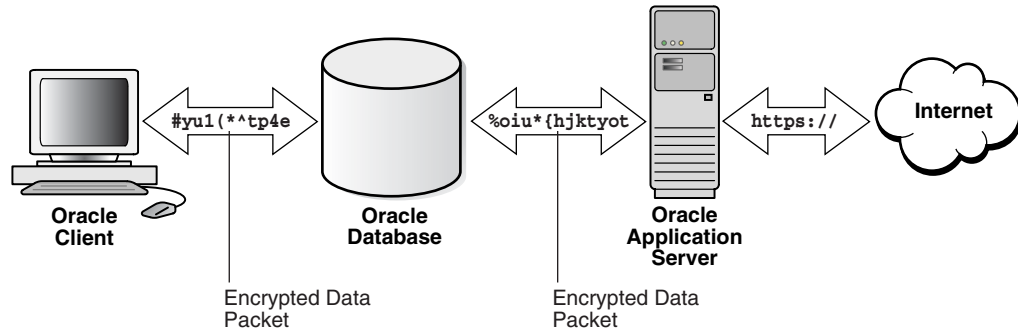 #yu1(*^tp4e
%oiu*{hjktyot
https://
Internet
Oracle
Client
Oracle
Database
Oracle
Application
Server
Encrypted Data
Packet
Encrypted Data
Packet